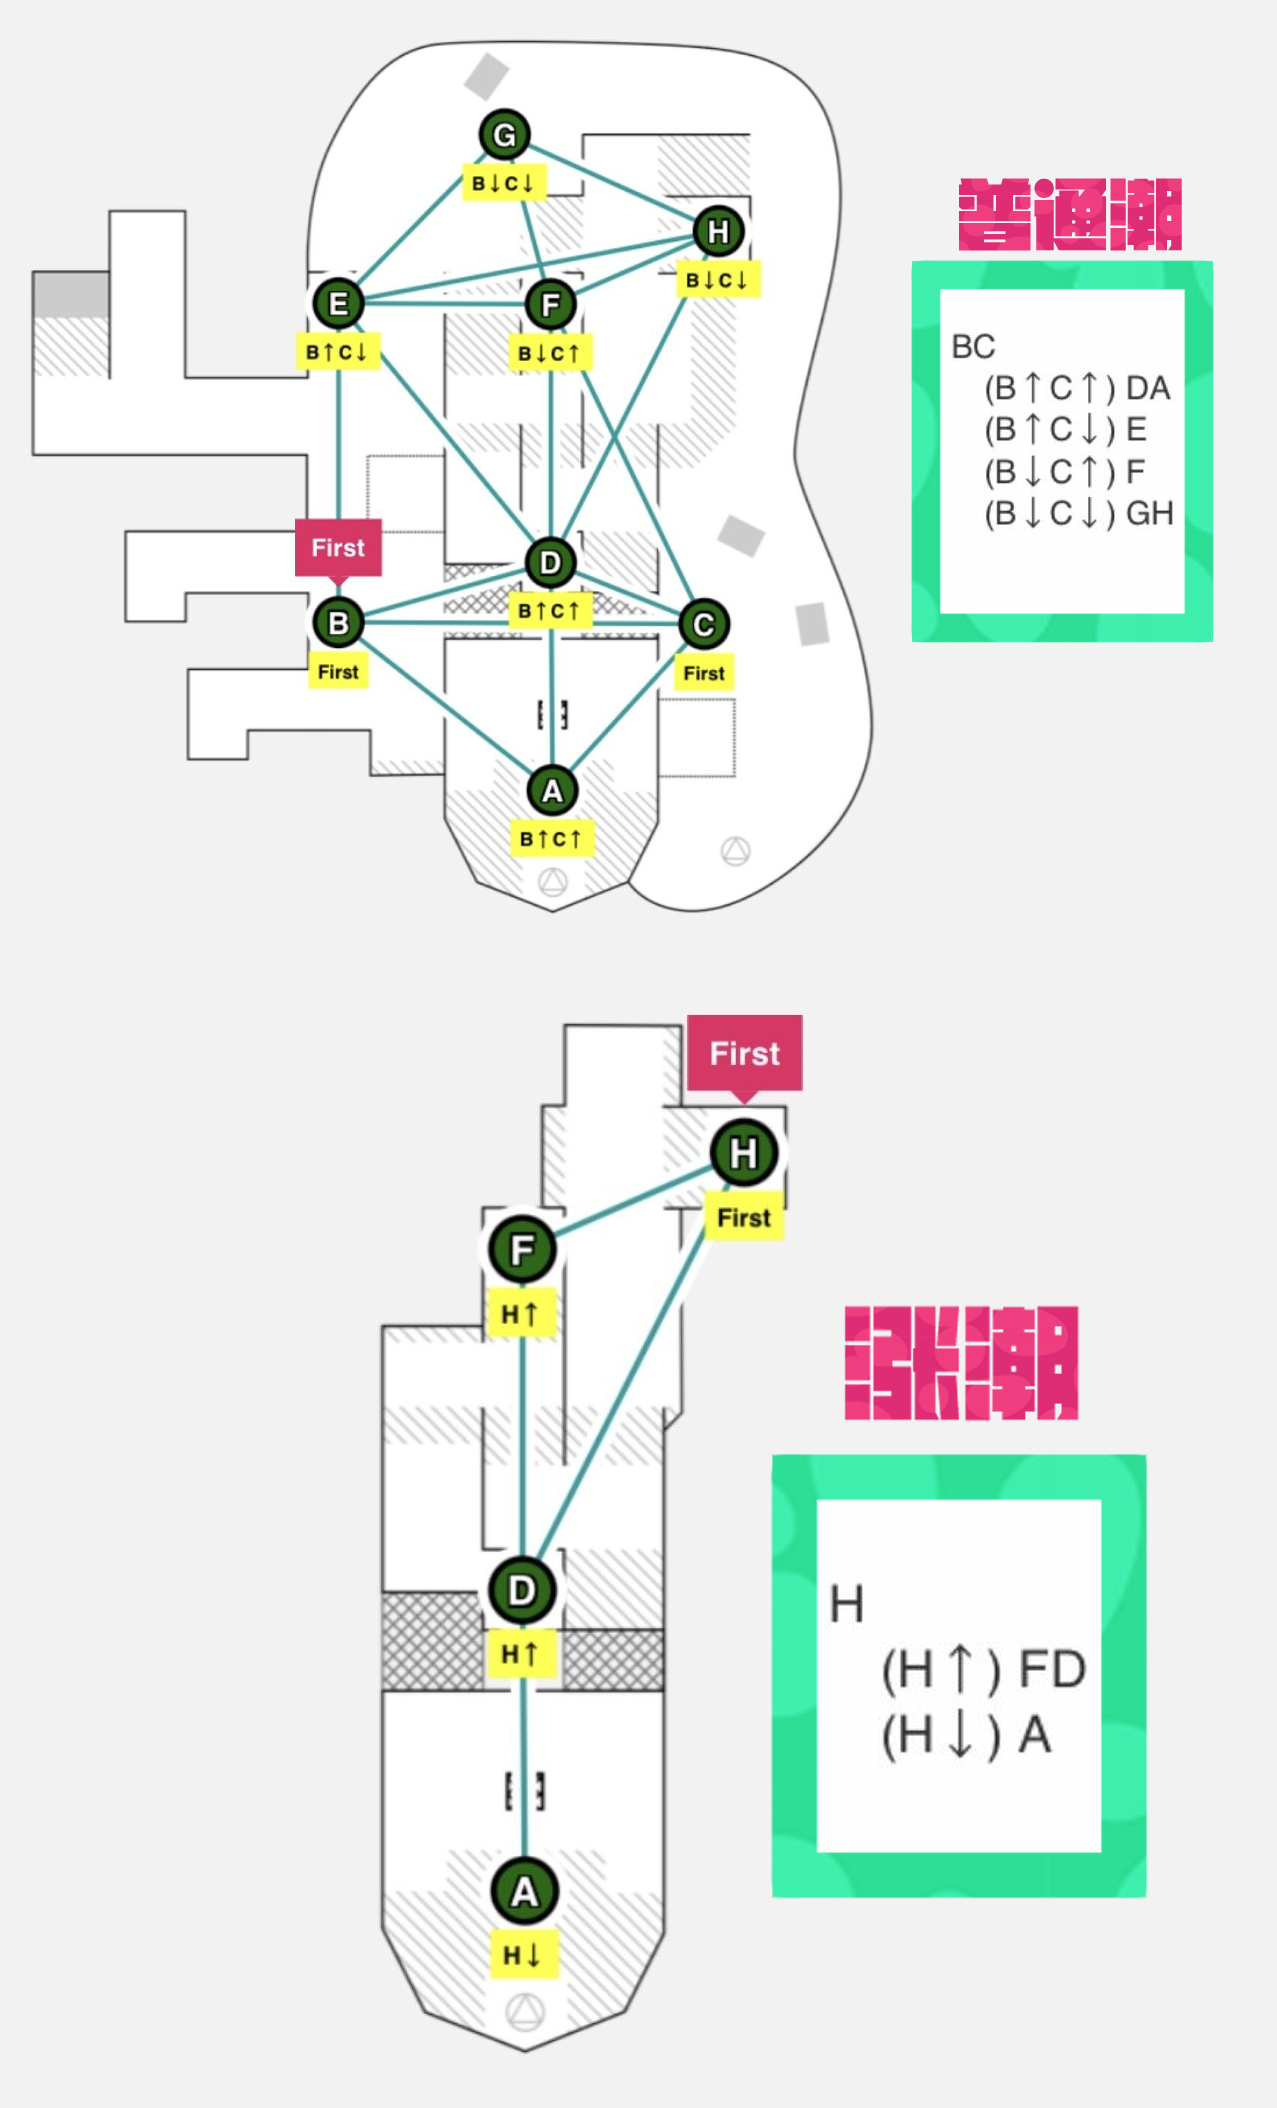 G
B↓C↓
H
B↓C↓
E
B↑C↓
F
B↓C↑
First
B
First
D
B↑C↑
C
First
A
B↑C↑
普通潮
BC
(B↑C↑) DA
(B↑C↓) E
(B↓C↑) F
(B↓C↓) GH
First
H
First
F
H↑
D
H↑
A
H↓
涨潮
H
(H↑) FD
(H↓) A